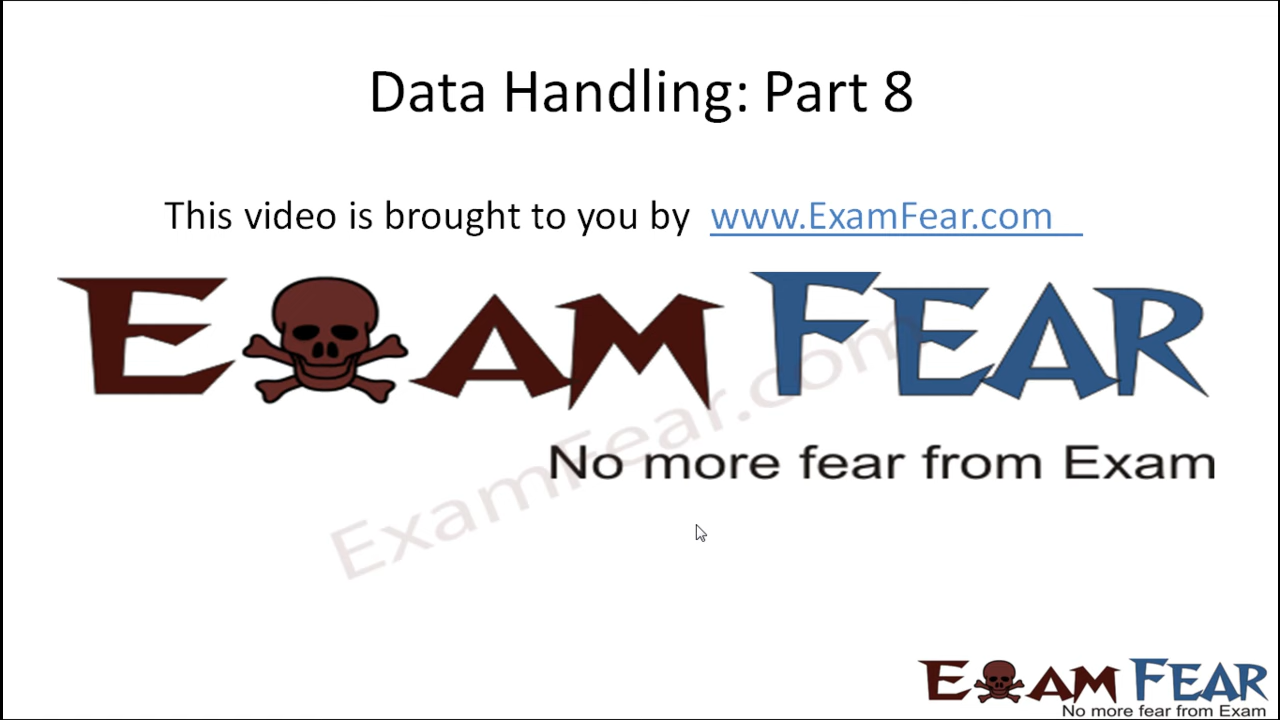 Data Handling: Part 8
This video is brought to you by www.ExamFear.com
EXAM FEAR
No more fear from Exam
ExamFear.com
EXAM FEAR
No more fear from Exam